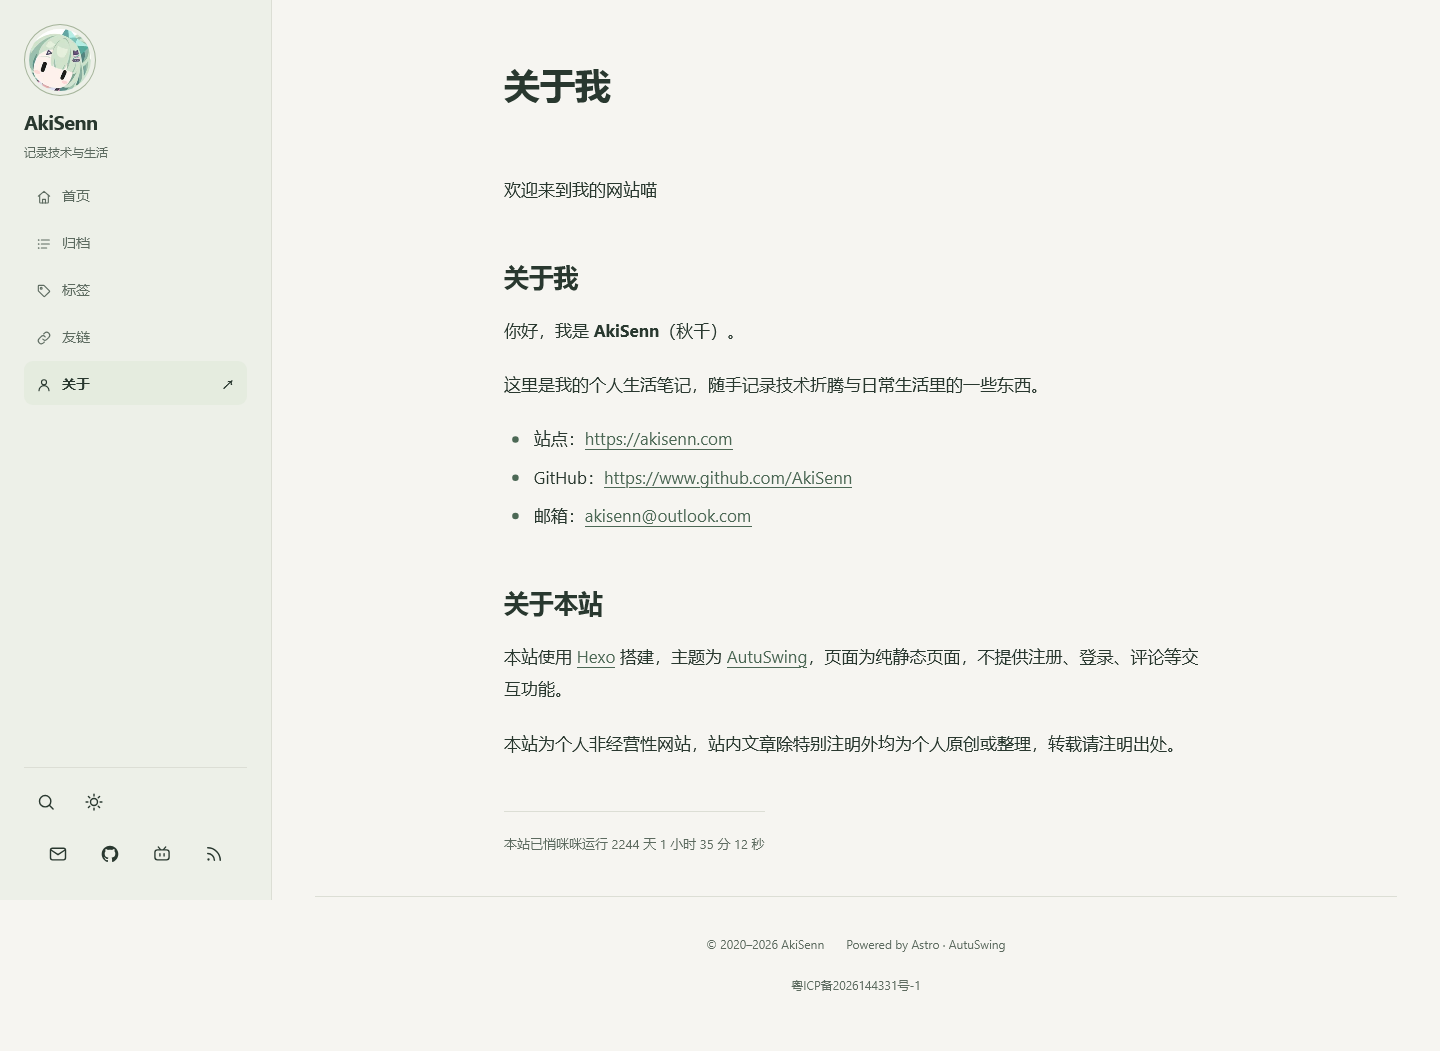 AkiSenn
记录技术与生活
首页
归档
标签
友链
关于
关于我
欢迎来到我的网站喵
关于我
你好，我是 AkiSenn（秋千）。
这里是我的个人生活笔记，随手记录技术折腾与日常生活里的一些东西。
站点：https://akisenn.com
GitHub：https://www.github.com/AkiSenn
邮箱：akisenn@outlook.com
关于本站
本站使用 Hexo 搭建，主题为 AutuSwing，页面为纯静态页面，不提供注册、登录、评论等交
互功能。
本站为个人非经营性网站，站内文章除特别注明外均为个人原创或整理，转载请注明出处。
本站已悄咪咪运行 2244 天 1 小时 35 分 12 秒
© 2020–2026 AkiSenn Powered by Astro · AutuSwing
粤ICP备2026144331号-1